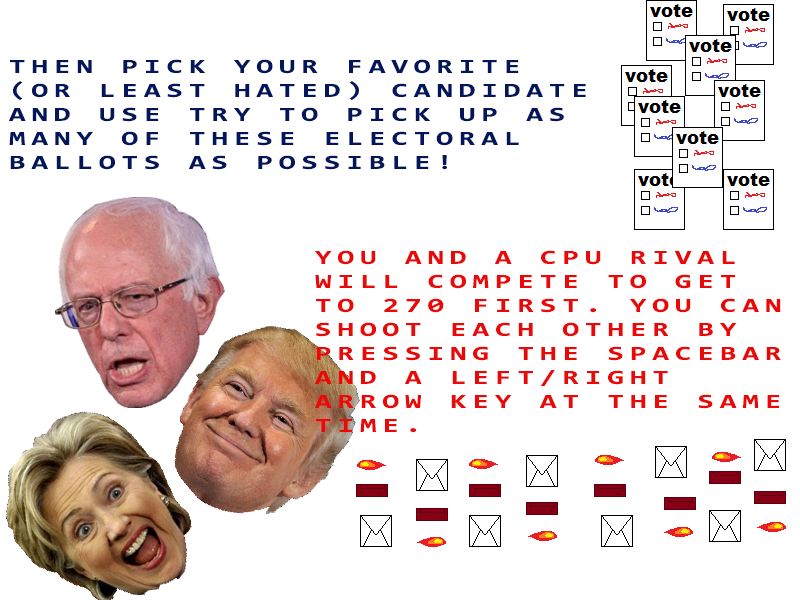 vote
vote
vote
vote
vote
vote
vote
vote
vote
THEN PICK YOUR FAVORITE
(OR LEAST HATED) CANDIDATE
AND USE TRY TO PICK UP AS
MANY OF THESE ELECTORAL
BALLOTS AS POSSIBLE!
YOU AND A CPU RIVAL
WILL COMPETE TO GET
TO 270 FIRST. YOU CAN
SHOOT EACH OTHER BY
PRESSING THE SPACEBAR
AND A LEFT/RIGHT
ARROW KEY AT THE SAME
TIME.